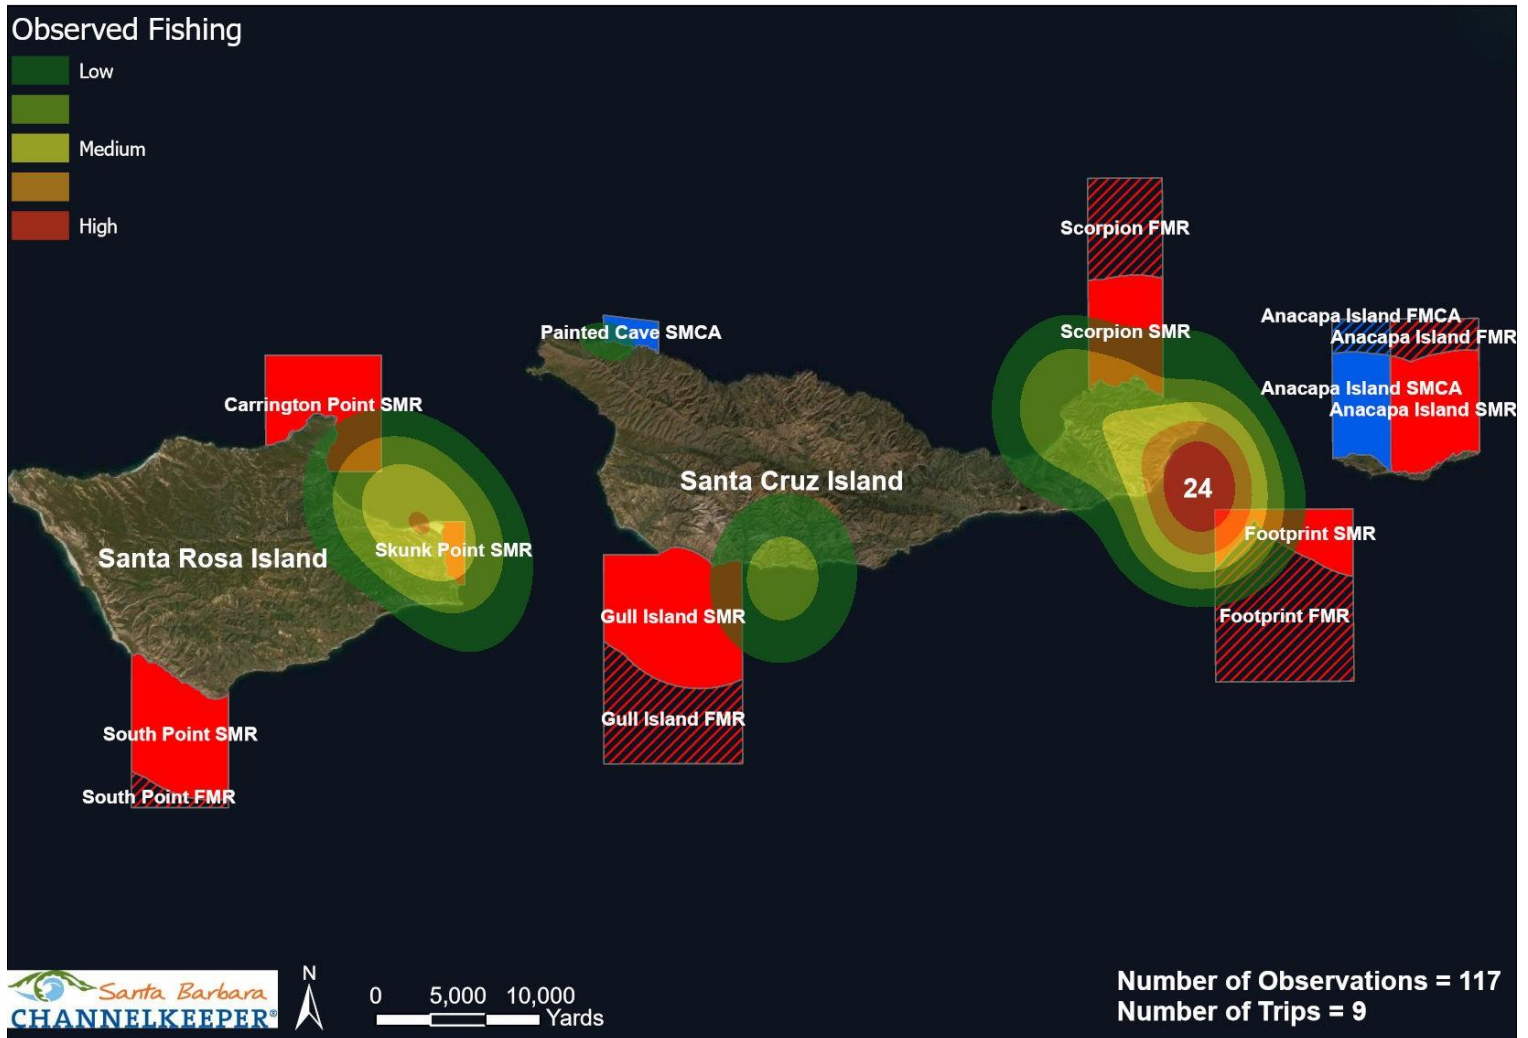 Observed Fishing
Low
Medium
High
Scorpion FMR
Scorpion SMR
Anacapa Island FMCA
Anacapa Island FMR
Painted Cave SMCA
Anacapa Island SMCA
Anacapa Island SMR
Carrington Point SMR
Santa Cruz Island
24
Footprint SMR
Skunk Point SMR
Santa Rosa Island
Gull Island SMR
Footprint FMR
Gull Island FMR
South Point SMR
South Point FMR
Santa Barbara
CHANNELKEEPER®
N
0 5,000 10,000
Yards
Number of Observations = 117
Number of Trips = 9